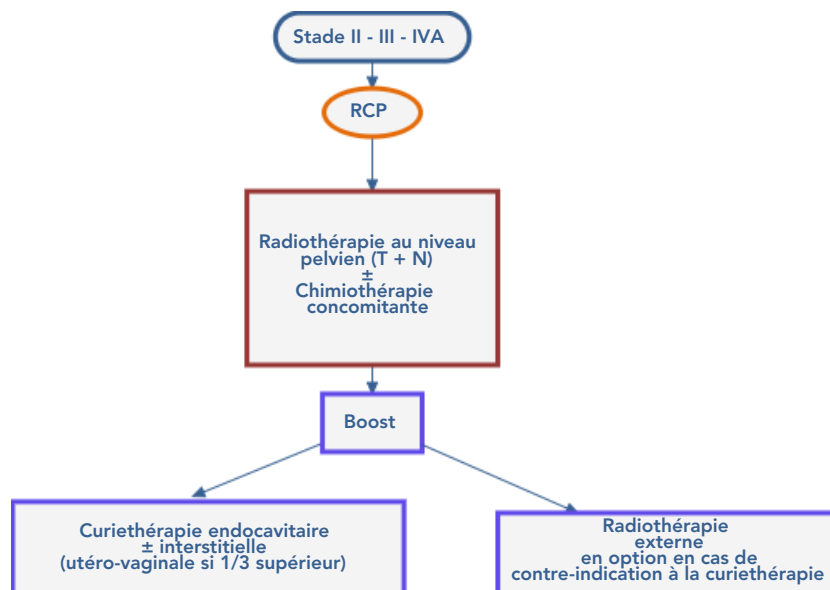 Stade II - III - IVA
RCP
Radiothérapie au niveau
pelvien (T + N)
±
Chimiothérapie
concomitante
Boost
Curiethérapie endocavitaire
± interstitielle
(utéro-vaginale si 1/3 supérieur)
Radiothérapie
externe
en option en cas de
contre-indication à la curiethérapie